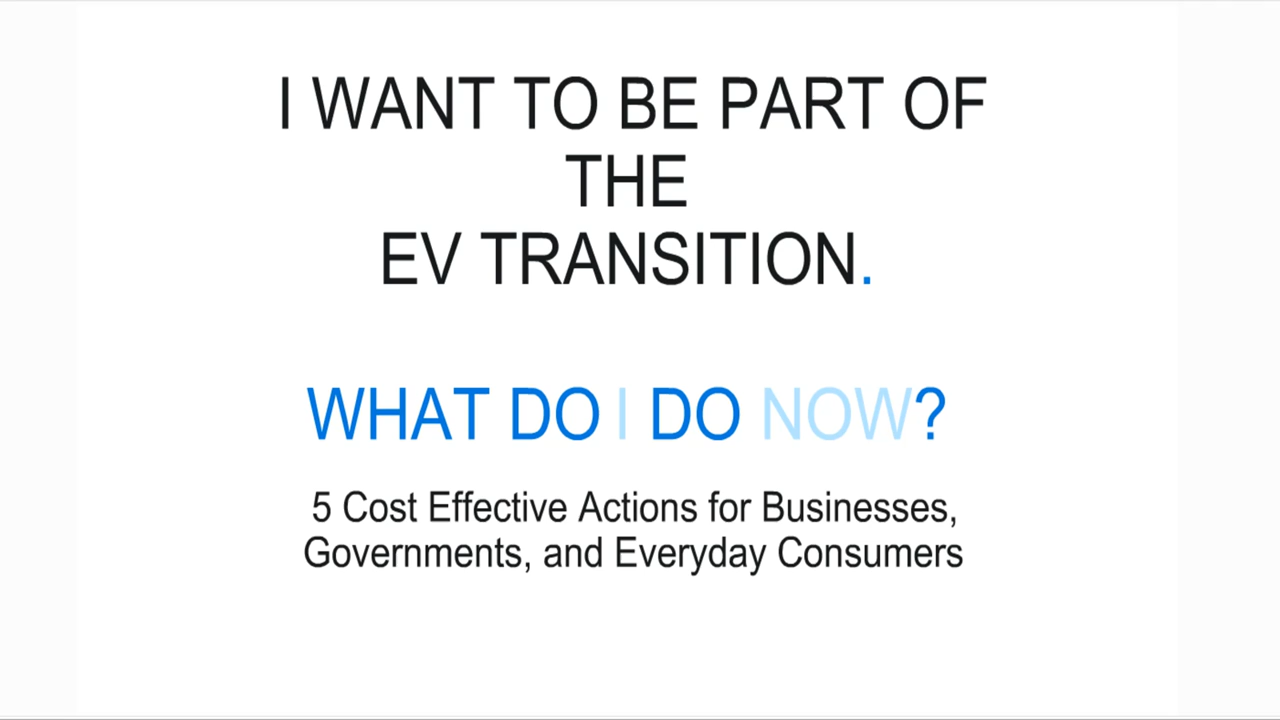 I WANT TO BE PART OF
THE
EV TRANSITION.
WHAT DO I DO NOW?
5 Cost Effective Actions for Businesses,
Governments, and Everyday Consumers